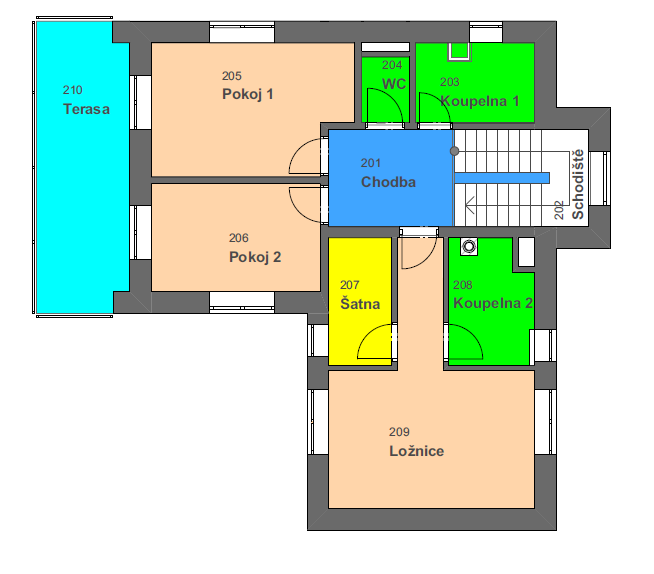 210
Terasa
205
Pokoj 1
204
WC
203
Koupelna 1
201
Chodba
202
Schodiště
206
Pokoj 2
207
Šatna
208
Koupelna 2
209
Ložnice